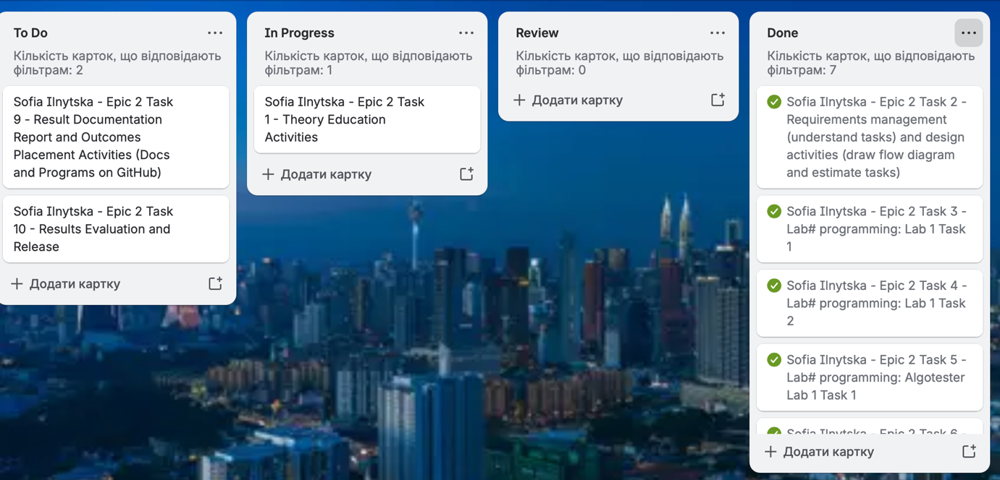 To Do
Кількість карток, що відповідають
фільтрам: 2
Sofia Ilnytska - Epic 2 Task
9 - Result Documentation
Report and Outcomes
Placement Activities (Docs
and Programs on GitHub)
Sofia Ilnytska - Epic 2 Task
10 - Results Evaluation and
Release
+ Додати картку
In Progress
Кількість карток, що відповідають
фільтрам: 1
Sofia Ilnytska - Epic 2 Task
1 - Theory Education
Activities
+ Додати картку
Review
Кількість карток, що відповідають
фільтрам: 0
+ Додати картку
Done
Кількість карток, що відповідають
фільтрам: 7
Sofia Ilnytska - Epic 2 Task 2 -
Requirements management
(understand tasks) and design
activities (draw flow diagram
and estimate tasks)
Sofia Ilnytska - Epic 2 Task 3 -
Lab# programming: Lab 1 Task
1
Sofia Ilnytska - Epic 2 Task 4 -
Lab# programming: Lab 1 Task
2
Sofia Ilnytska - Epic 2 Task 5 -
Lab# programming: Algotester
Lab 1 Task 1
Sofia Ilnytska - Epic 2 Task 6 -
+ Додати картку